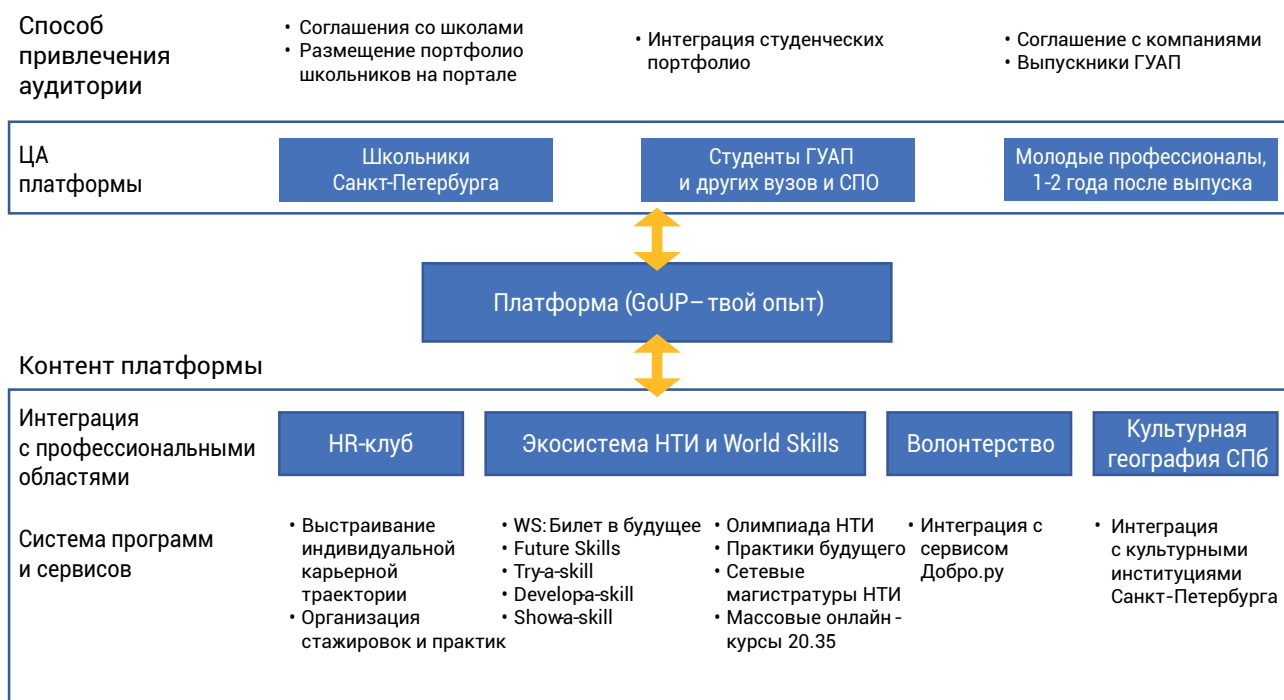 Способ
привлечения
аудитории
• Соглашения со школами
• Размещение портфолио
школьников на портале
• Интеграция студенческих
портфолио
• Соглашение с компаниями
• Выпускники ГУАП
ЦА
платформы
Школьники
Санкт-Петербурга
Студенты ГУАП
и других вузов и СПО
Молодые профессионалы,
1-2 года после выпуска
Платформа (GoUP – твой опыт)
Контент платформы
Интеграция
с профессиональными
областями
HR-клуб
Экосистема НТИ и World Skills
Волонтерство
Культурная
география СПб
Система программ
и сервисов
• Выстраивание
индивидуальной
карьерной
траектории
• Организация
стажировок и практик
• WS: Билет в будущее
• Future Skills
• Try-a-skill
• Develop-a-skill
• Show-a-skill
• Олимпиада НТИ
• Практики будущего
• Сетевые
магистратуры НТИ
• Массовые онлайн -
курсы 20.35
• Интеграция с
сервисом
Добро.ру
• Интеграция
с культурными
институциями
Санкт-Петербурга